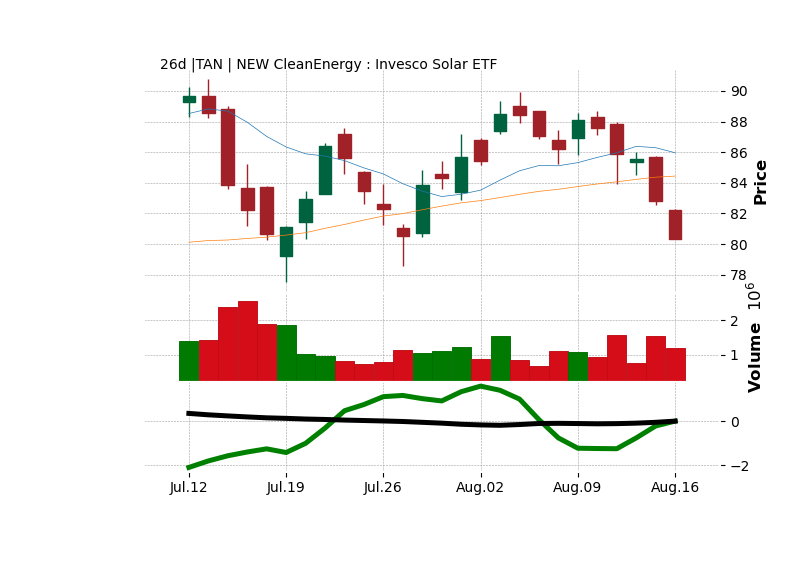 26d |TAN | NEW CleanEnergy : Invesco Solar ETF
90
88
86
84
82
80
78
Price
2
1
Volume 10^6
0
−2
Jul.12 Jul.19 Jul.26 Aug.02 Aug.09 Aug.16